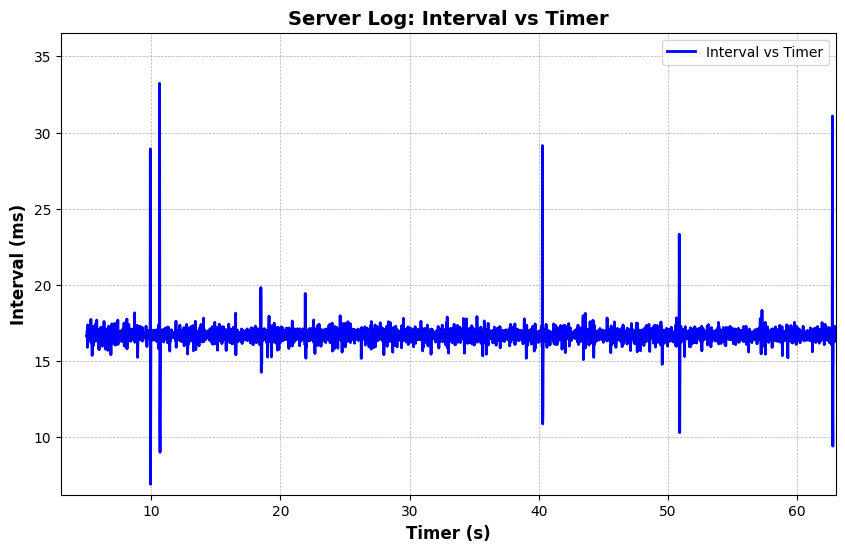 Server Log: Interval vs Timer
Interval vs Timer
35
30
25
20
15
10
Interval (ms)
10 20 30 40 50 60
Timer (s)